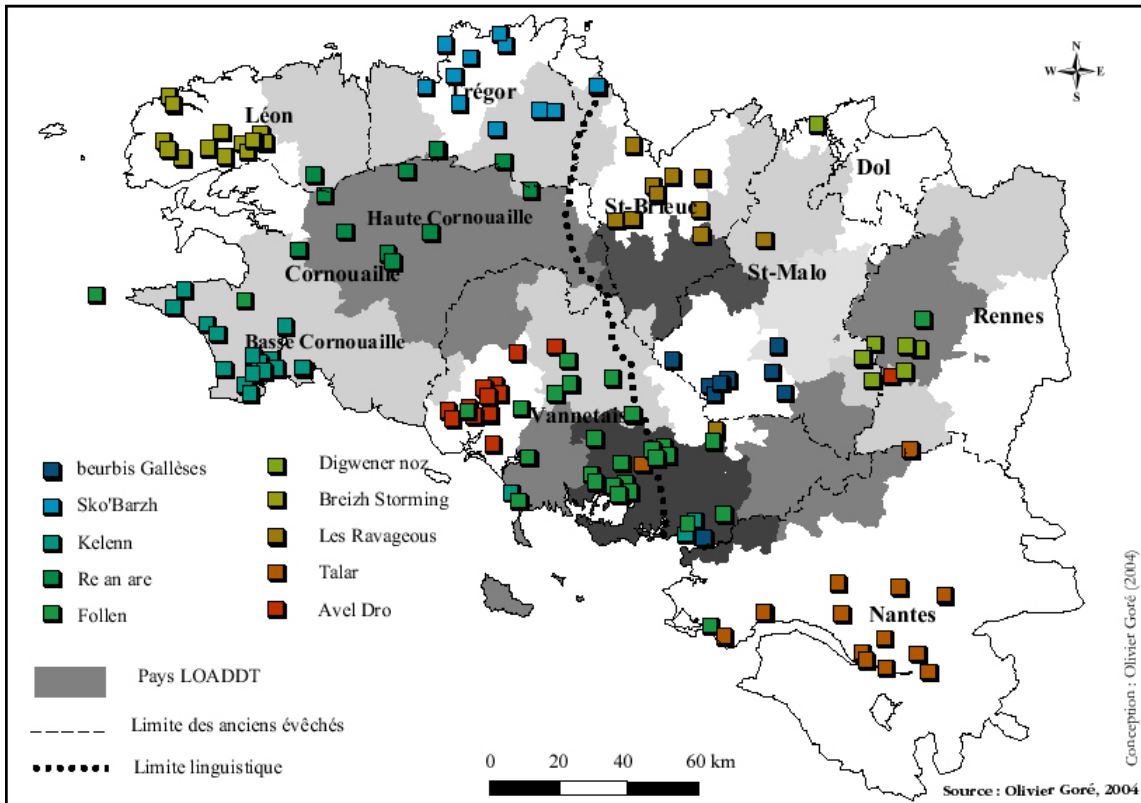 N
W E
S
Trégor
Léon
Dol
St-Brieuc
Haute Cornouaille
St-Malo
Cornouaille
Rennes
Basse Cornouaille
Vannetais
beurbis Gallèses
Sko'Barzh
Kelenn
Re an are
Follen
Digwener noz
Breizh Storming
Les Ravageous
Talar
Avel Dro
Nantes
Pays LOADDT
Limite des anciens évêchés
Limite linguistique
0 20 40 60 km
Conception : Olivier Goré (2004)
Source : Olivier Goré, 2004